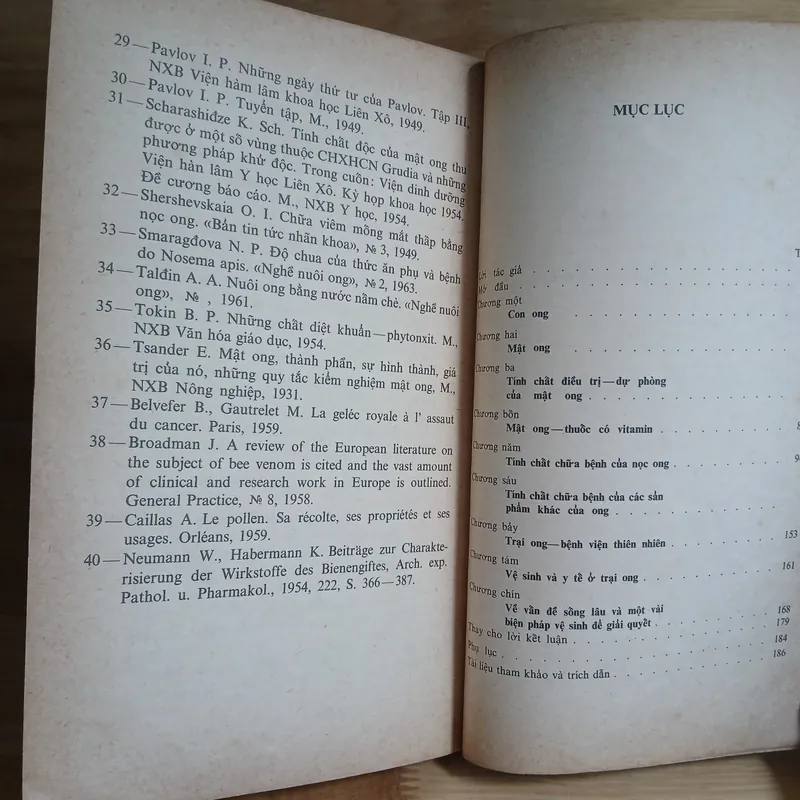 29—Pavlov I. P. Những ngày thứ tư của Pavlov. Tập III,
NXB Viện hàm lâm khoa học Liên Xô, 1949.
30—Pavlov I. P. Tuyển tập, M., 1949.
31—Scharashidze K. Sch. Tính chất độc của mật ong thu
được ở một số vùng thuộc CHXHCN Grudia và những
phương pháp khử độc. Trong cuốn: Viện dinh dưỡng
Viện hàn lâm Y học Liên Xô. Kỳ họp khoa học 1954.
Đề cương báo cáo. M., NXB Y học, 1954.
32—Shershevskaia O. I. Chữa viêm mống mắt thấp bằng
nọc ong. «Bản tin tức nhãn khoa», № 3, 1949.
33—Smaragđova N. P. Độ chua của thức ăn phụ và bệnh
do Nosema apis. «Nghề nuôi ong», № 2, 1963.
34—Talđin A. A. Nuôi ong bằng nước nấm chè. «Nghề nuôi
ong», № , 1961.
35—Tokin B. P. Những chất diệt khuẩn—phytonxit. M.,
NXB Văn hóa giáo dục, 1954.
36—Tsander E. Mật ong, thành phần, sự hình thành, giá
trị của nó, những quy tắc kiểm nghiệm mật ong, M.,
NXB Nông nghiệp, 1931.
37—Belvefer B., Gautrelet M. La geléc royale à l' assaut
du cancer. Paris, 1959.
38—Broadman J. A review of the European literature on
the subject of bee venom is cited and the vast amount
of clinical and research work in Europe is outlined.
General Practice, № 8, 1958.
39—Caillas A. Le pollen. Sa récolte, ses propriétés et ses
usages. Orléans, 1959.
40—Neumann W., Habermann K. Beiträge zur Charakte-
risierung der Wirkstoffe des Bienengiftes, Arch. exp.
Pathol. u. Pharmakol., 1954, 222, S. 366—387.
MỤC LỤC
T
Lời tác giả
Mở đầu
Chương một
Con ong
Chương hai
Mật ong
Chương ba
Tính chất điều trị—dự phòng
của mật ong
Chương bốn
Mật ong—thuốc có vitamin
Chương năm
Tính chất chữa bệnh của nọc ong
Chương sáu
Tính chất chữa bệnh của các sản
phẩm khác của ong
Chương bảy
Trại ong—bệnh viện thiên nhiên 153
Chương tám
Vệ sinh và y tế ở trại ong 161
Chương chín
Về vấn đề sống lâu và một vài 168
biện pháp vệ sinh để giải quyết 179
Thay cho lời kết luận 184
Phụ lục 186
Tài liệu tham khảo và trích dẫn